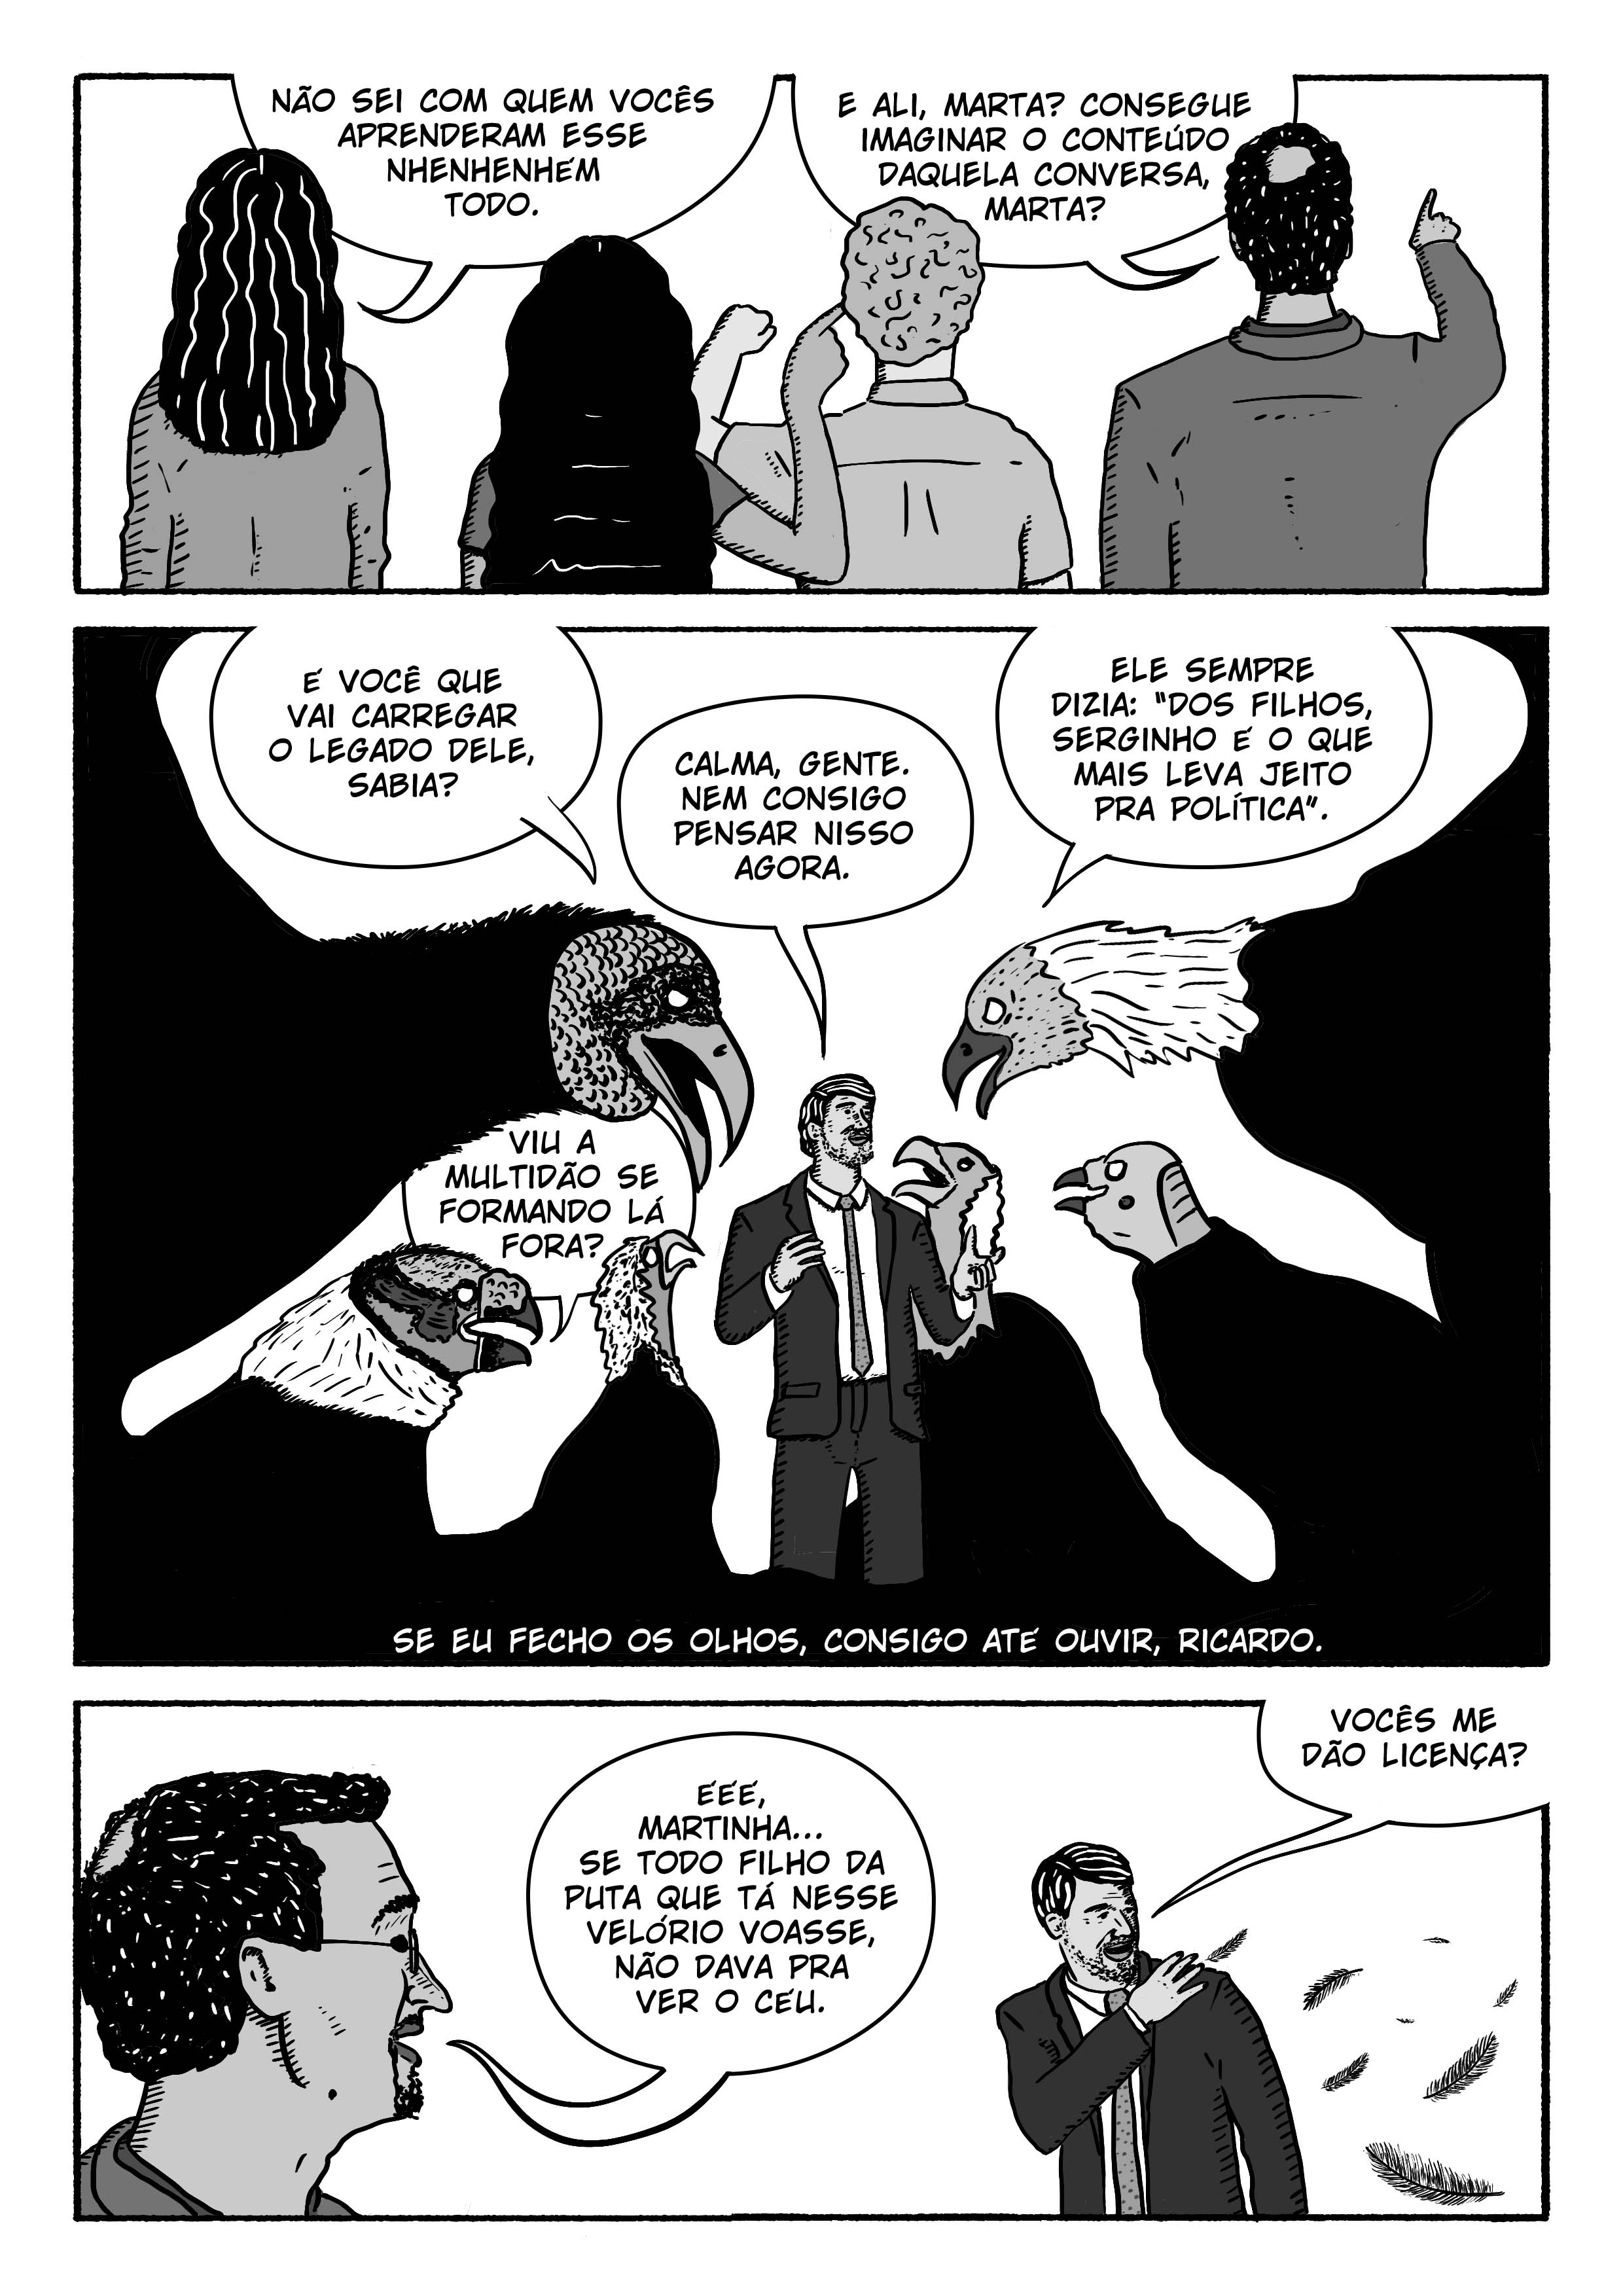 NÃO SEI COM QUEM VOCÊS
APRENDERAM ESSE
NHENHENHÉM
TODO.
E ALI, MARTA? CONSEGUE
IMAGINAR O CONTEÚDO
DAQUELA CONVERSA,
MARTA?
É VOCÊ QUE
VAI CARREGAR
O LEGADO DELE,
SABIA?
CALMA, GENTE.
NEM CONSIGO
PENSAR NISSO
AGORA.
ELE SEMPRE
DIZIA: "DOS FILHOS,
SERGINHO É O QUE
MAIS LEVA JEITO
PRA POLÍTICA".
VIU A
MULTIDÃO SE
FORMANDO LÁ
FORA?
SE EU FECHO OS OLHOS, CONSIGO ATÉ OUVIR, RICARDO.
ÉÉÉ,
MARTINHA...
SE TODO FILHO DA
PUTA QUE TÁ NESSE
VELÓRIO VOASSE,
NÃO DAVA PRA
VER O CÉU.
VOCÊS ME
DÃO LICENÇA?